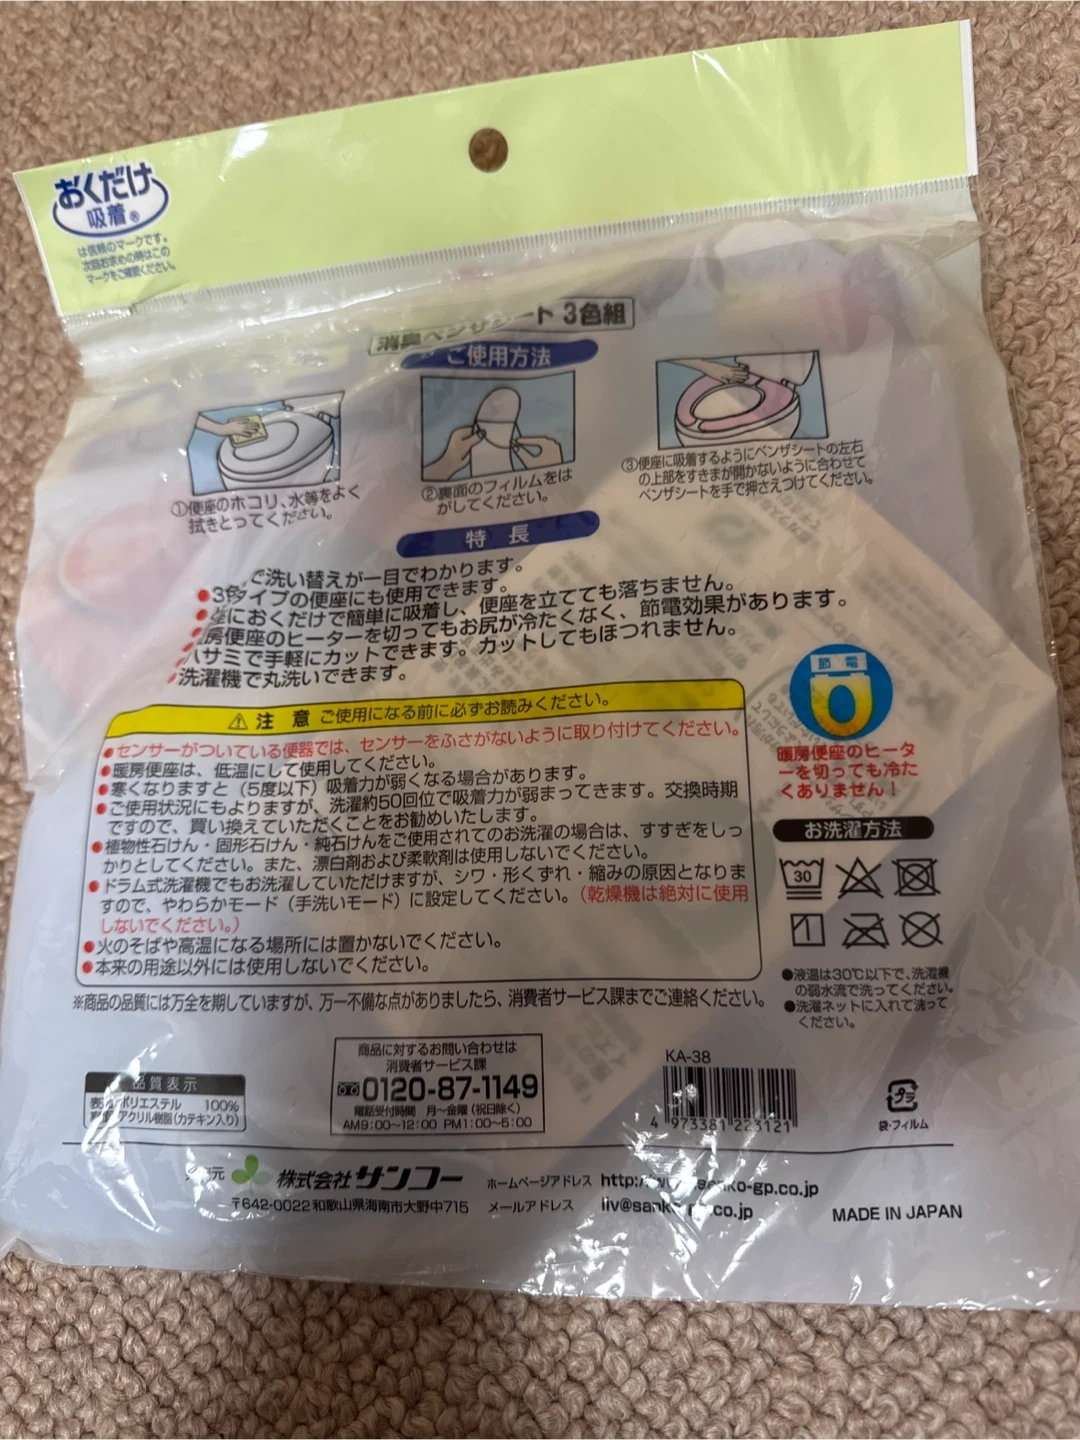 おくだけ
吸着®
は信頼のマークです。
次回お求めの時はこの
マークをご確認ください。
消臭ベンザシート 3色組
ご使用方法
①便座のホコリ、水等をよく
拭きとってください。
②裏面のフィルムをは
がしてください。
③便座に吸着するようにベンザシートの左右
の上部をすきまが開かないように合わせて
ベンザシートを手で押さえつけてください。
特長
●3色で洗い替えが一目でわかります。
●タイプの便座にも使用できます。
●座におくだけで簡単に吸着し、便座を立てても落ちません。
房便座のヒーターを切ってもお尻が冷たくなく、節電効果があります。
ハサミで手軽にカットできます。カットしてもほつれません。
洗濯機で丸洗いできます。
節電
暖房便座のヒータ
ーを切っても冷た
くありません！
⚠注意 ご使用になる前に必ずお読みください。
●センサーがついている便器では、センサーをふさがないように取り付けてください。
●暖房便座は、低温にして使用してください。
●寒くなりますと（5度以下）吸着力が弱くなる場合があります。
●ご使用状況にもよりますが、洗濯約50回位で吸着力が弱まってきます。交換時期
ですので、買い換えていただくことをお勧めいたします。
●植物性石けん・固形石けん・純石けんをご使用されてのお洗濯の場合は、すすぎをしっ
かりとしてください。また、漂白剤および柔軟剤は使用しないでください。
●ドラム式洗濯機でもお洗濯していただけますが、シワ・形くずれ・縮みの原因となりま
すので、やわらかモード（手洗いモード）に設定してください。（乾燥機は絶対に使用
しないでください。）
●火のそばや高温になる場所には置かないでください。
●本来の用途以外には使用しないでください。
※商品の品質には万全を期していますが、万一不備な点がありましたら、消費者サービス課までご連絡ください。
お洗濯方法
30
●液温は30℃以下で、洗濯機
の弱水流で洗ってください。
●洗濯ネットに入れて洗って
ください。
品質表示
ポリエステル 100%
アクリル樹脂（カテキン入り）
商品に対するお問い合わせは
消費者サービス課
0120-87-1149
電話受付時間 月～金曜（祝日除く）
AM9:00～12:00 PM1:00～5:00
KA-38
4 973381 223121
プラ
袋・フィルム
元 株式会社サンコー
〒642-0022 和歌山県海南市大野中715
ホームページアドレス http://www.sanko-gp.co.jp
メールアドレス liv@sanko-gp.co.jp
MADE IN JAPAN